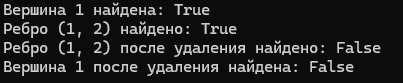 Вершина 1 найдена: True
Ребро (1, 2) найдено: True
Ребро (1, 2) после удаления найдено: False
Вершина 1 после удаления найдена: False